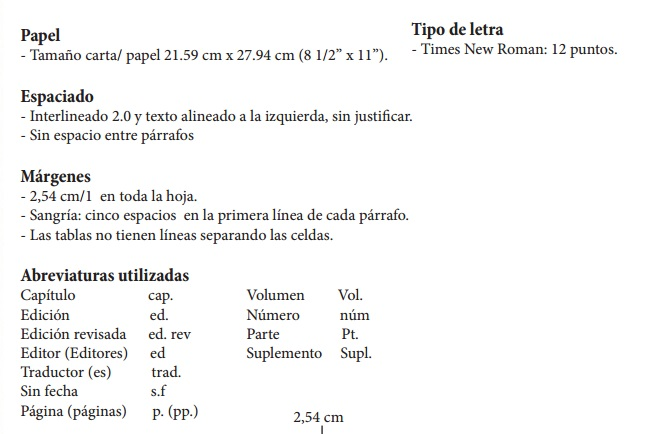 Papel
- Tamaño carta/ papel 21.59 cm x 27.94 cm (8 1/2” x 11”).
Tipo de letra
- Times New Roman: 12 puntos.
Espaciado
- Interlineado 2.0 y texto alineado a la izquierda, sin justificar.
- Sin espacio entre párrafos
Márgenes
- 2,54 cm/1  en toda la hoja.
- Sangría: cinco espacios  en la primera línea de cada párrafo.
- Las tablas no tienen líneas separando las celdas.
Abreviaturas utilizadas
Capítulo cap. Volumen Vol.
Edición ed. Número núm
Edición revisada ed. rev Parte Pt.
Editor (Editores) ed Suplemento Supl.
Traductor (es) trad.
Sin fecha s.f
Página (páginas) p. (pp.)
2,54 cm